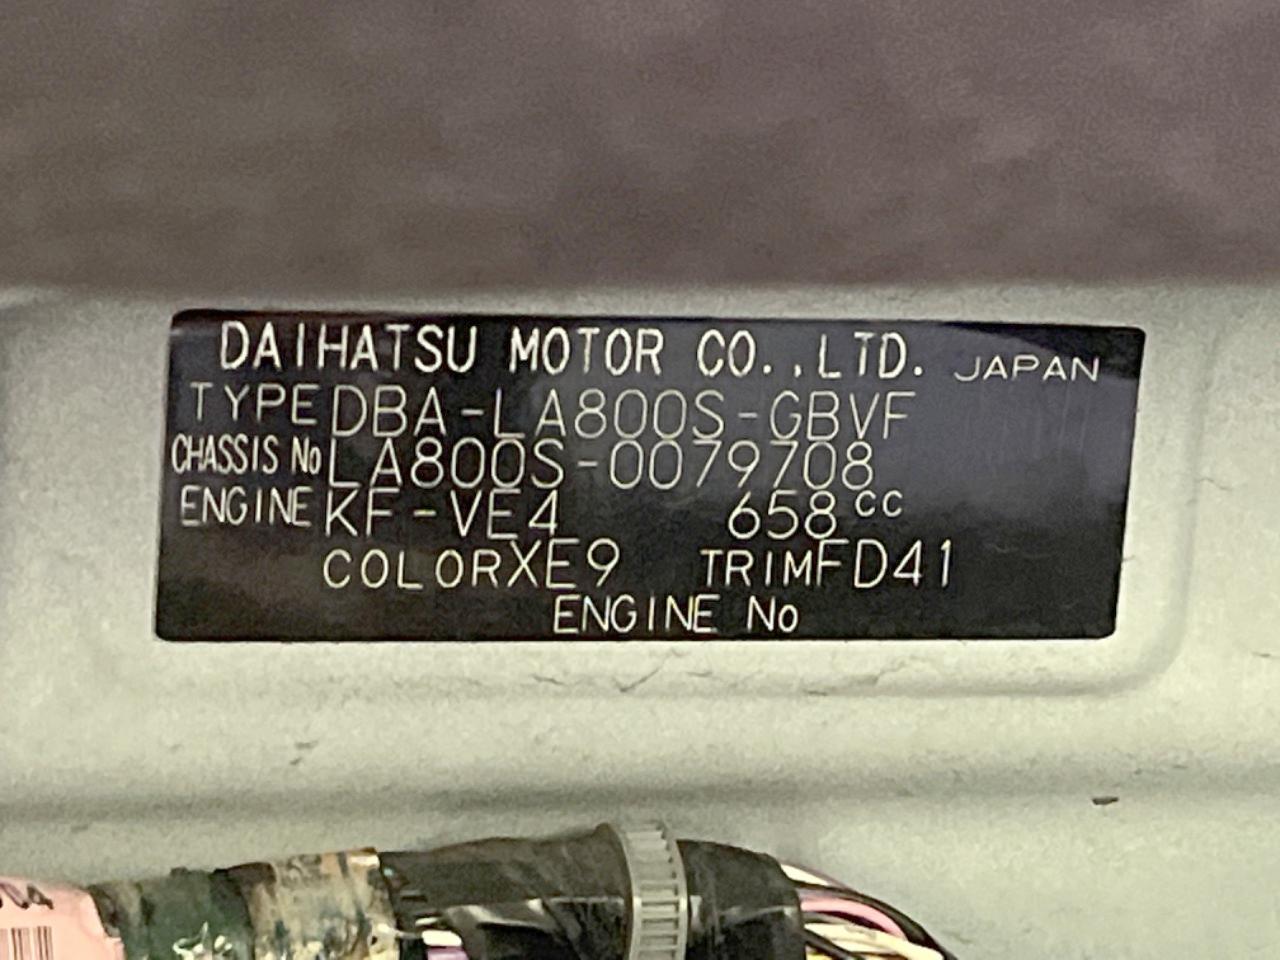 DAIHATSU MOTOR CO.,LTD. JAPAN
TYPE DBA-LA800S-GBVF
CHASSIS No LA800S-0079708
ENGINE KF-VE4 658cc
COLOR XE9 TRIM FD41
ENGINE No